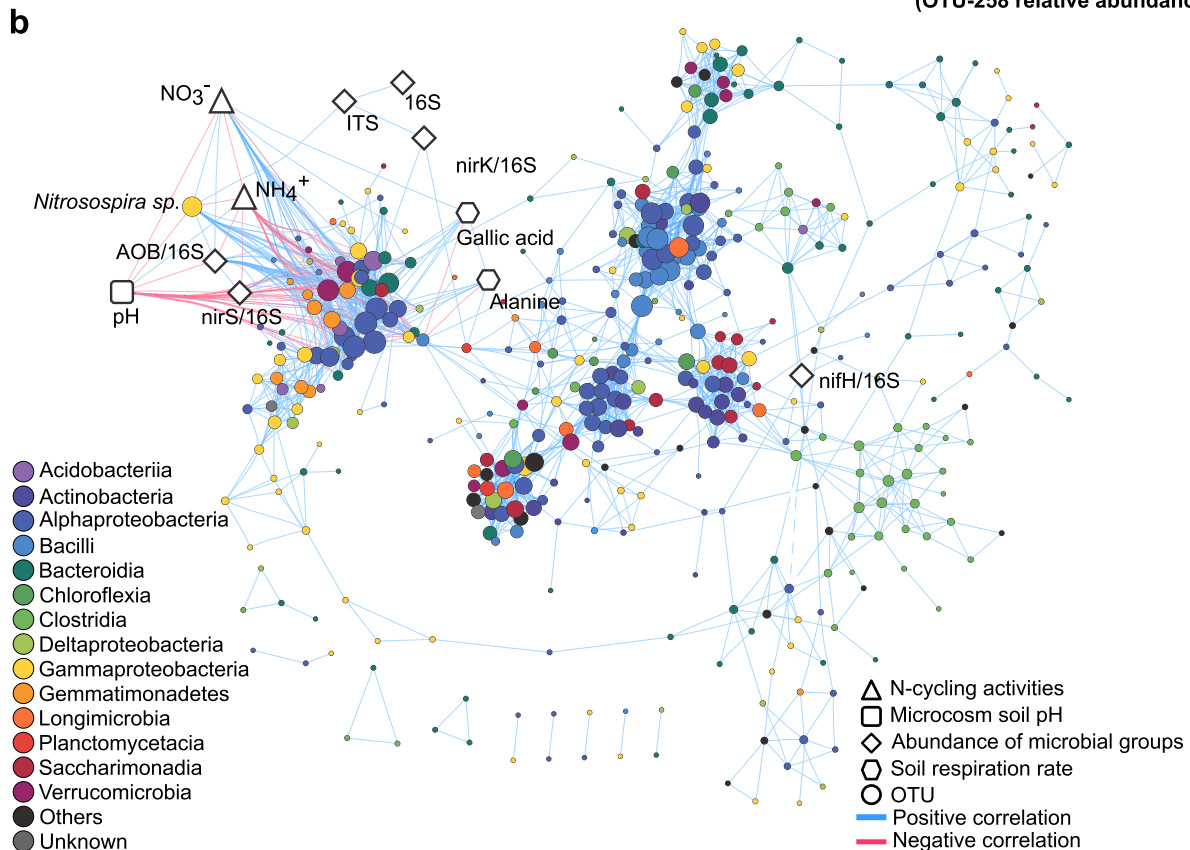 (OTU-258 relative abundanc
b
NO3-
16S
ITS
nirK/16S
NH4+
Nitrosospira sp.
Gallic acid
AOB/16S
Alanine
pH
nirS/16S
nifH/16S
Acidobacteriia
Actinobacteria
Alphaproteobacteria
Bacilli
Bacteroidia
Chloroflexia
Clostridia
Deltaproteobacteria
Gammaproteobacteria
Gemmatimonadetes
Longimicrobia
Planctomycetacia
Saccharimonadia
Verrucomicrobia
Others
Unknown
N-cycling activities
Microcosm soil pH
Abundance of microbial groups
Soil respiration rate
OTU
Positive correlation
Negative correlation